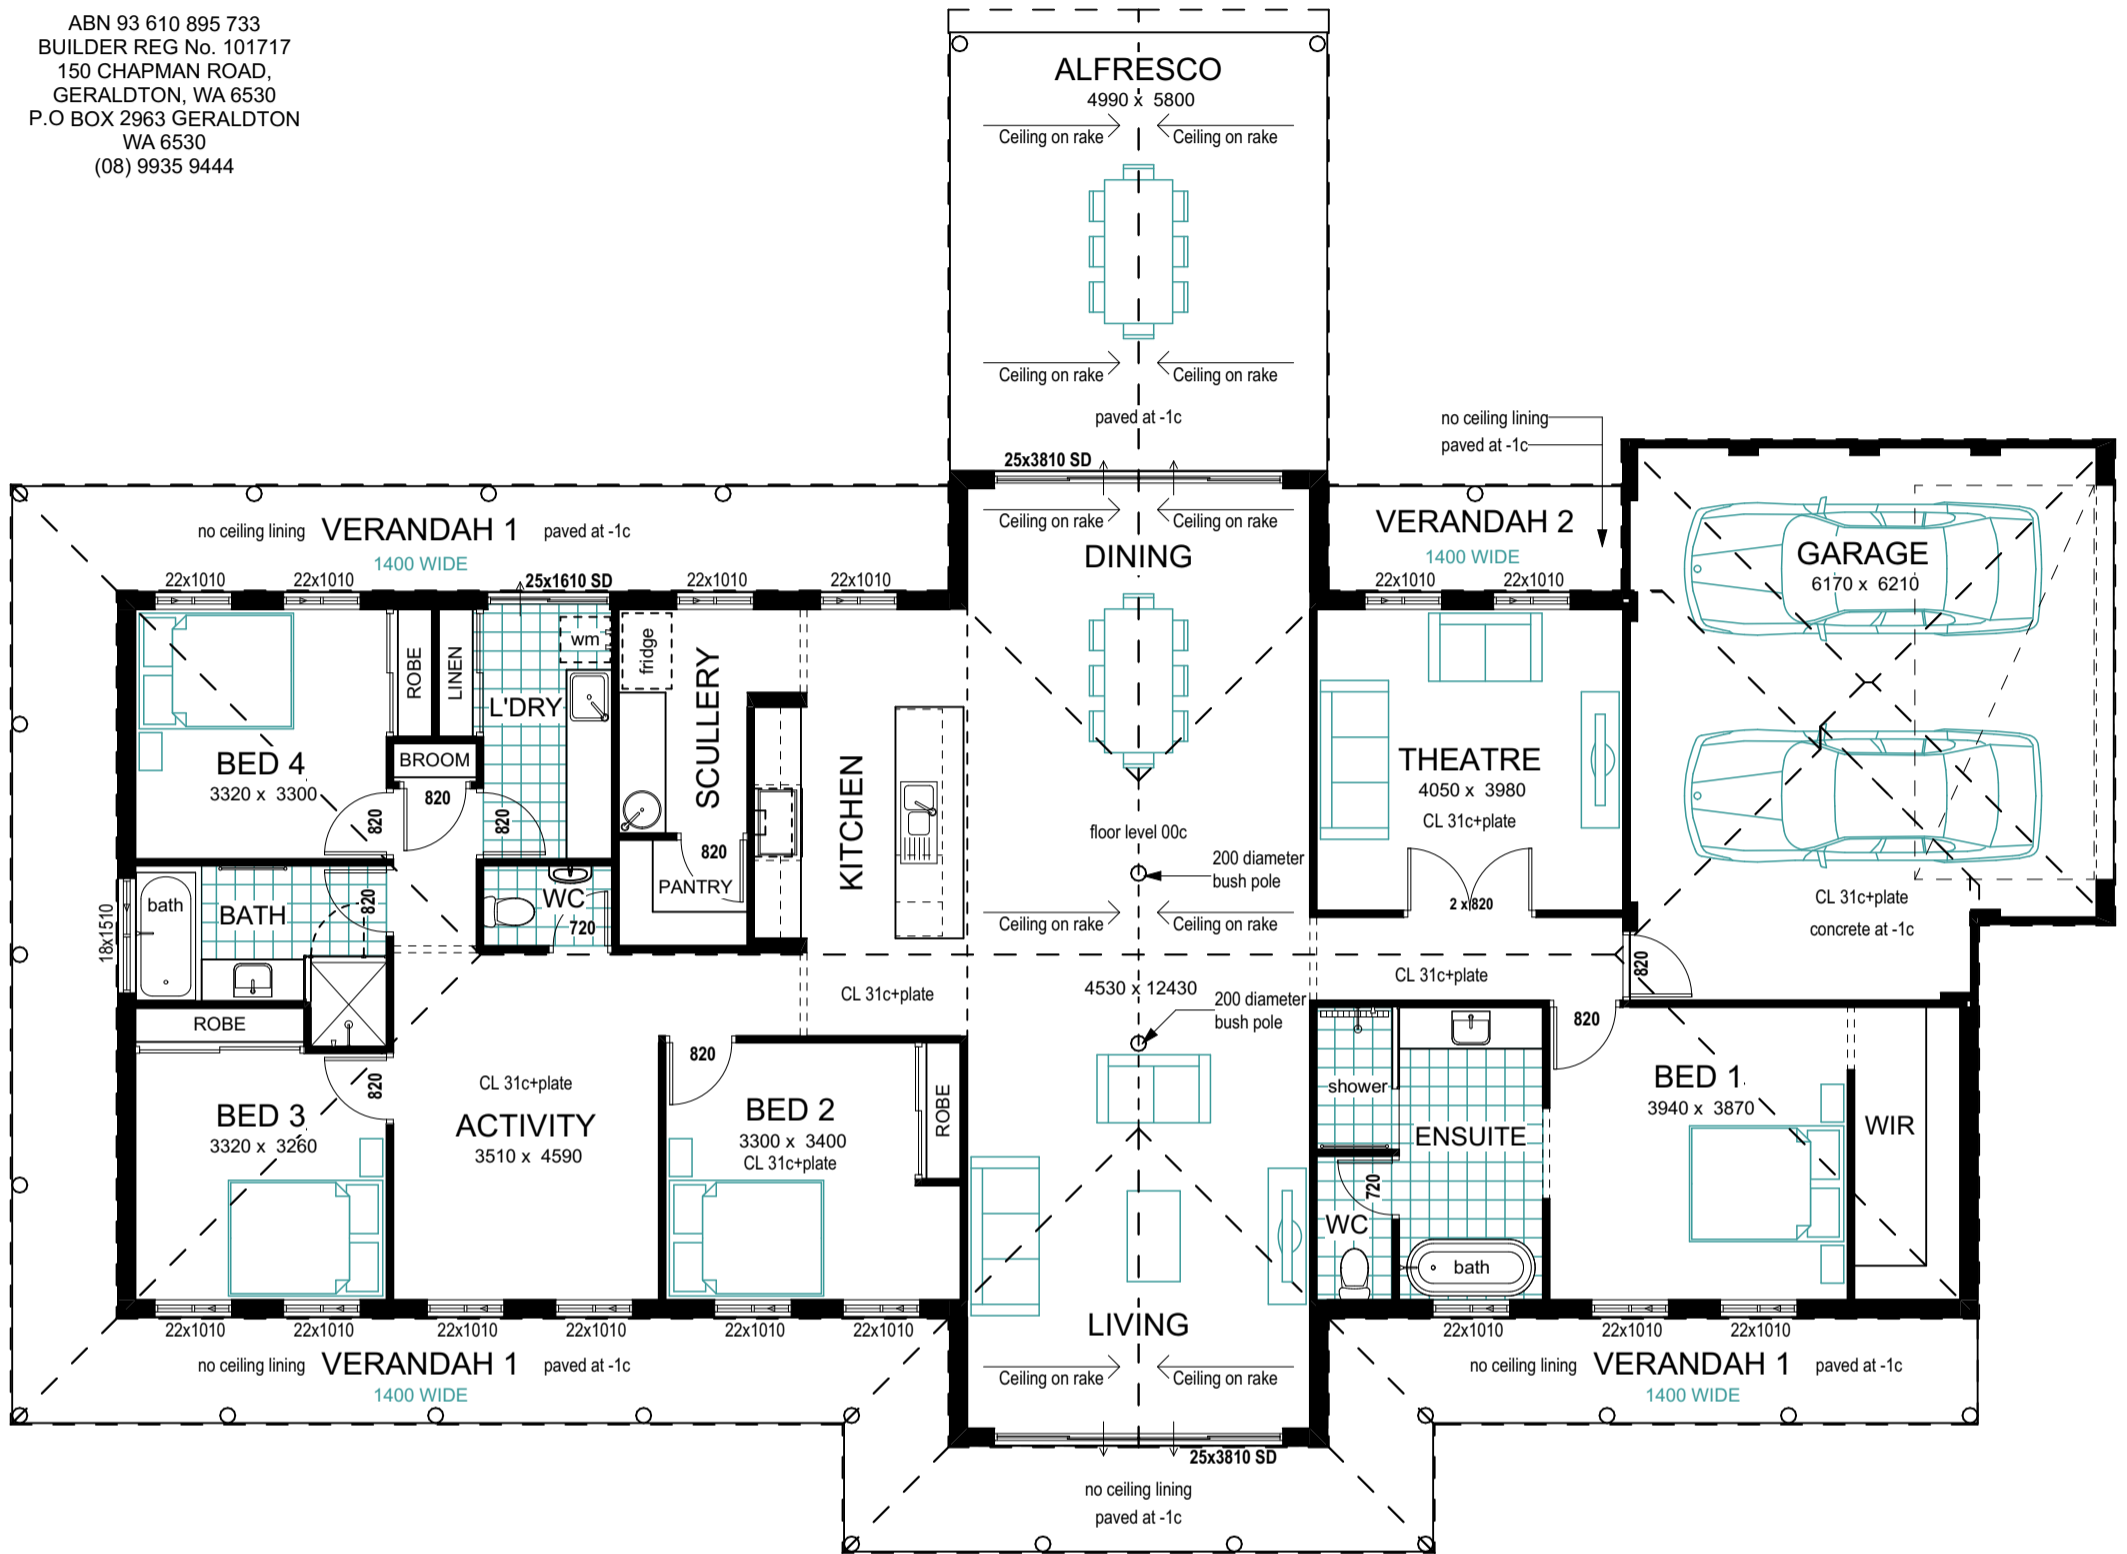 ABN 93 610 895 733
BUILDER REG No. 101717
150 CHAPMAN ROAD,
GERALDTON, WA 6530
P.O BOX 2963 GERALDTON
WA 6530
(08) 9935 9444
ALFRESCO
4990 x 5800
Ceiling on rake
Ceiling on rake
Ceiling on rake
Ceiling on rake
paved at -1c
25x3810 SD
no ceiling lining
paved at -1c
no ceiling lining VERANDAH 1 paved at -1c
1400 WIDE
Ceiling on rake
Ceiling on rake
DINING
VERANDAH 2
1400 WIDE
GARAGE
6170 x 6210
22x1010
22x1010
25x1610 SD
22x1010
22x1010
22x1010
22x1010
ROBE
LINEN
wm
fridge
L'DRY
SCULLERY
BED 4
3320 x 3300
BROOM
820
820
820
820
KITCHEN
THEATRE
4050 x 3980
CL 31c+plate
floor level 00c
200 diameter
bush pole
PANTRY
2 x 820
CL 31c+plate
concrete at -1c
18x1510
bath
BATH
820
WC
720
Ceiling on rake
Ceiling on rake
CL 31c+plate
820
CL 31c+plate
4530 x 12430
200 diameter
bush pole
ROBE
820
820
820
CL 31c+plate
ACTIVITY
3510 x 4590
BED 3
3320 x 3260
BED 2
3300 x 3400
CL 31c+plate
ROBE
shower
ENSUITE
BED 1
3940 x 3870
WIR
720
WC
bath
LIVING
22x1010
22x1010
22x1010
22x1010
22x1010
22x1010
22x1010
22x1010
22x1010
no ceiling lining VERANDAH 1 paved at -1c
1400 WIDE
Ceiling on rake
Ceiling on rake
no ceiling lining VERANDAH 1 paved at -1c
1400 WIDE
25x3810 SD
no ceiling lining
paved at -1c